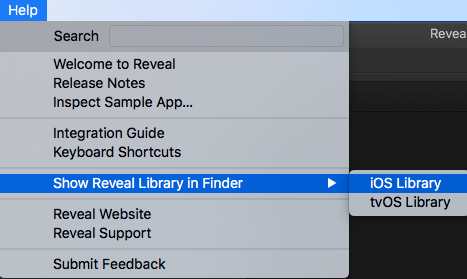 Help
Search
Revea
Welcome to Reveal
Release Notes
Inspect Sample App...
Integration Guide
Keyboard Shortcuts
Show Reveal Library in Finder
iOS Library
tvOS Library
Reveal Website
Reveal Support
Submit Feedback